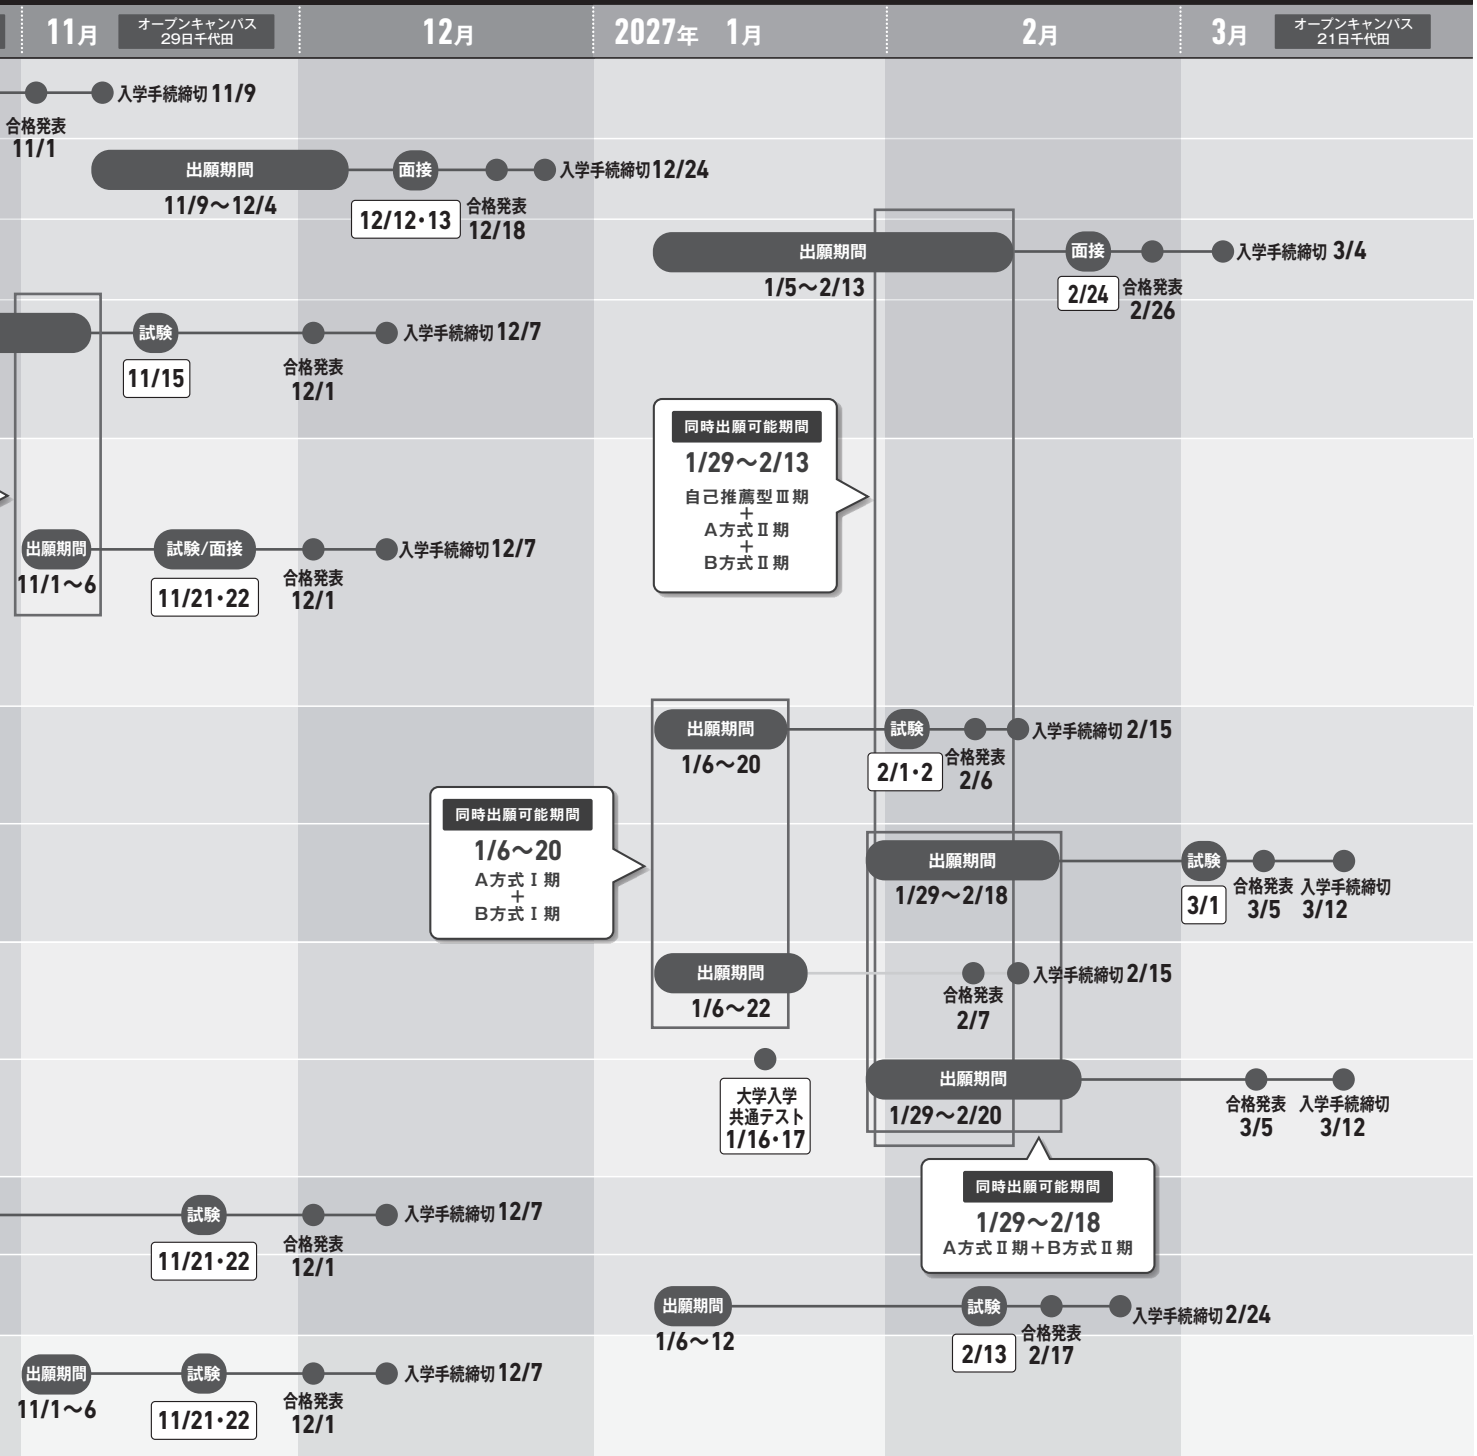 11月
オープンキャンパス
29日千代田
12月
2027年 1月
2月
3月
オープンキャンパス
21日千代田
入学手続締切 11/9
合格発表
11/1
出願期間
11/9〜12/4
面接
12/12・13
合格発表
12/18
入学手続締切 12/24
出願期間
1/5〜2/13
面接
2/24
合格発表
2/26
入学手続締切 3/4
試験
11/15
合格発表
12/1
入学手続締切 12/7
同時出願可能期間
1/29〜2/13
自己推薦型Ⅲ期
+
A方式Ⅱ期
+
B方式Ⅱ期
出願期間
11/1〜6
試験/面接
11/21・22
合格発表
12/1
入学手続締切 12/7
出願期間
1/6〜20
試験
2/1・2
合格発表
2/6
入学手続締切 2/15
同時出願可能期間
1/6〜20
A方式Ⅰ期
+
B方式Ⅰ期
出願期間
1/29〜2/18
試験
3/1
合格発表
3/5
入学手続締切
3/12
出願期間
1/6〜22
合格発表
2/7
入学手続締切 2/15
大学入学
共通テスト
1/16・17
出願期間
1/29〜2/20
合格発表
3/5
入学手続締切
3/12
同時出願可能期間
1/29〜2/18
A方式Ⅱ期+B方式Ⅱ期
試験
11/21・22
合格発表
12/1
入学手続締切 12/7
出願期間
1/6〜12
試験
2/13
合格発表
2/17
入学手続締切 2/24
出願期間
11/1〜6
試験
11/21・22
合格発表
12/1
入学手続締切 12/7